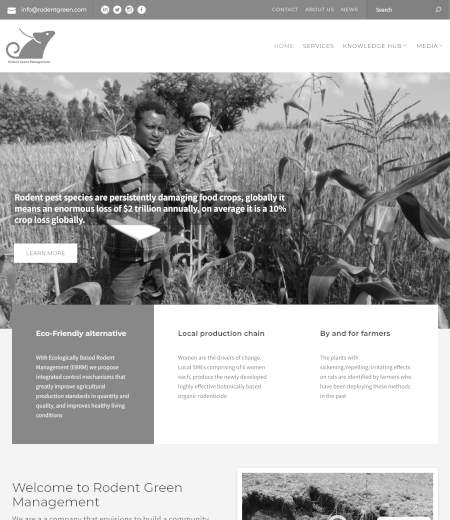 info@rodentgreen.com
CONTACT ABOUT US NEWS Search
Rodent Green Management
HOME SERVICES KNOWLEDGE HUB MEDIA
Rodent pest species are persistently damaging food crops, globally it
means an enormous loss of $2 trillion annually, on average it is a 10%
crop loss globally.
LEARN MORE
Eco-Friendly alternative
With Ecologically Based Rodent
Management (EBRM) we propose
integrated control mechanisms that
greatly improve agricultural
production standards in quantity and
quality, and improves healthy living
conditions
Local production chain
Women are the drivers of change.
Local SMEs comprising of 6 women
each, produce the newly developed
highly effective botanically based
organic rodenticide
By and for farmers
The plants with
sickening/repelling/irritating effects
on rats are identified by farmers who
have been deploying these methods
in the past
Welcome to Rodent Green
Management
We are a a company that envisions to build a community